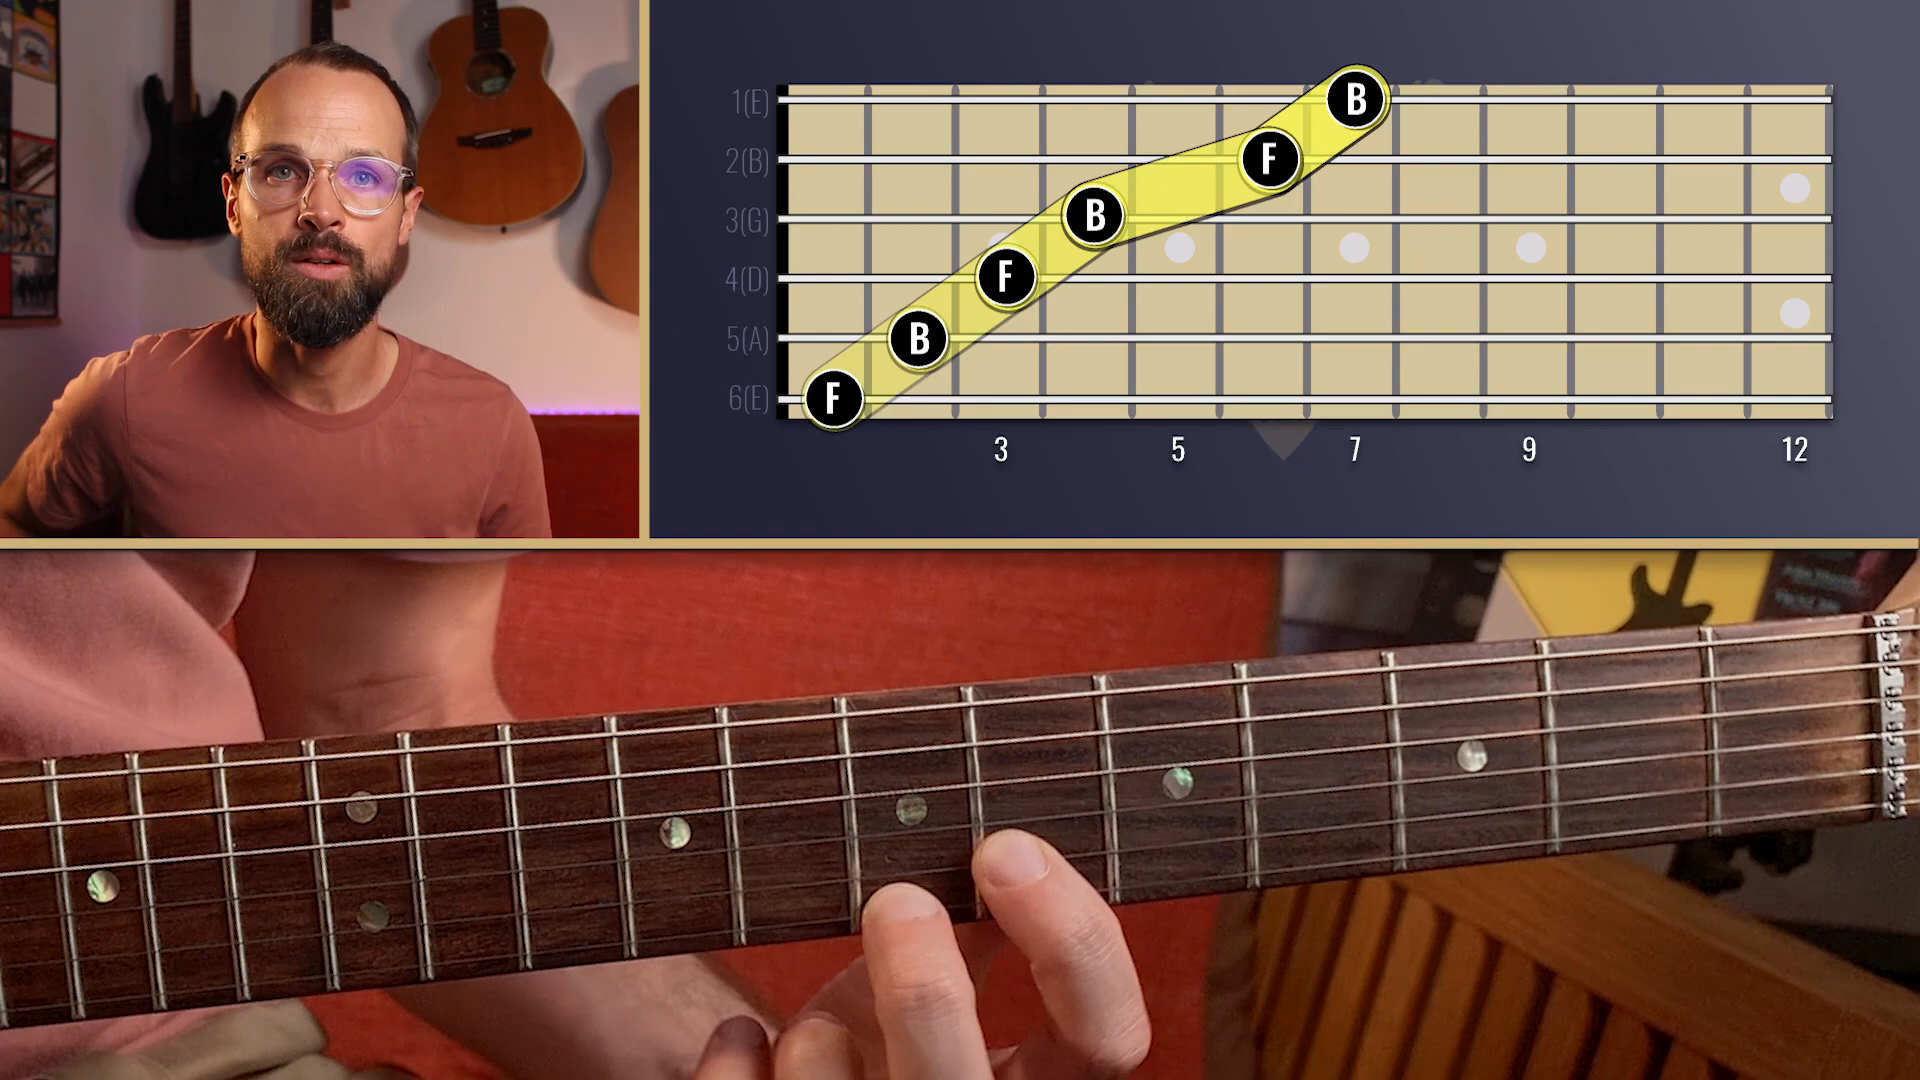 1(E) B
2(B) F
3(G) B
4(D) F
5(A) B
6(E) F
3 5 7 9 12